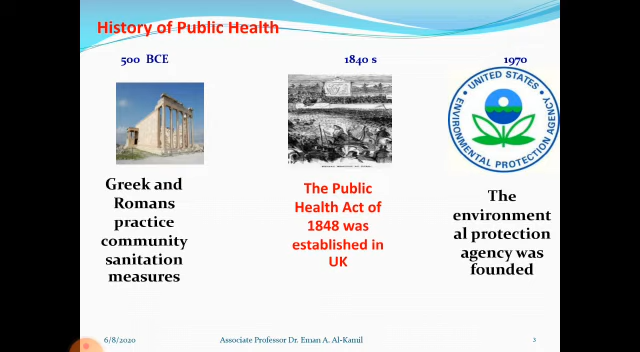 History of Public Health
500 BCE
1840 s
1970
UNITED STATES
ENVIRONMENTAL PROTECTION AGENCY
Greek and
Romans
practice
community
sanitation
measures
The Public
Health Act of
1848 was
established in
UK
The
environment
al protection
agency was
founded
6/8/2020
Associate Professor Dr. Eman A. Al-Kamil
3